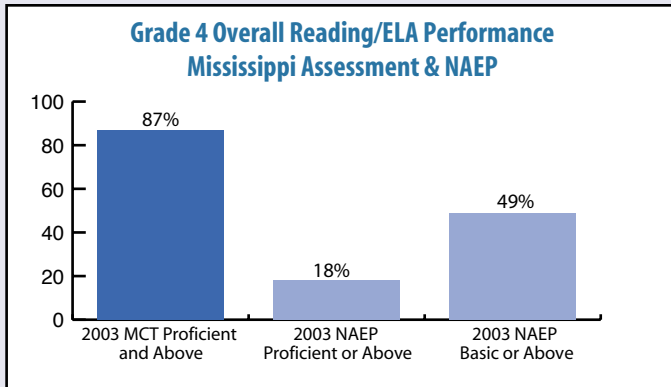 Grade 4 Overall Reading/ELA Performance
Mississippi Assessment & NAEP
100
80
60
40
20
0
87%
18%
49%
2003 MCT Proficient
and Above
2003 NAEP
Proficient or Above
2003 NAEP
Basic or Above